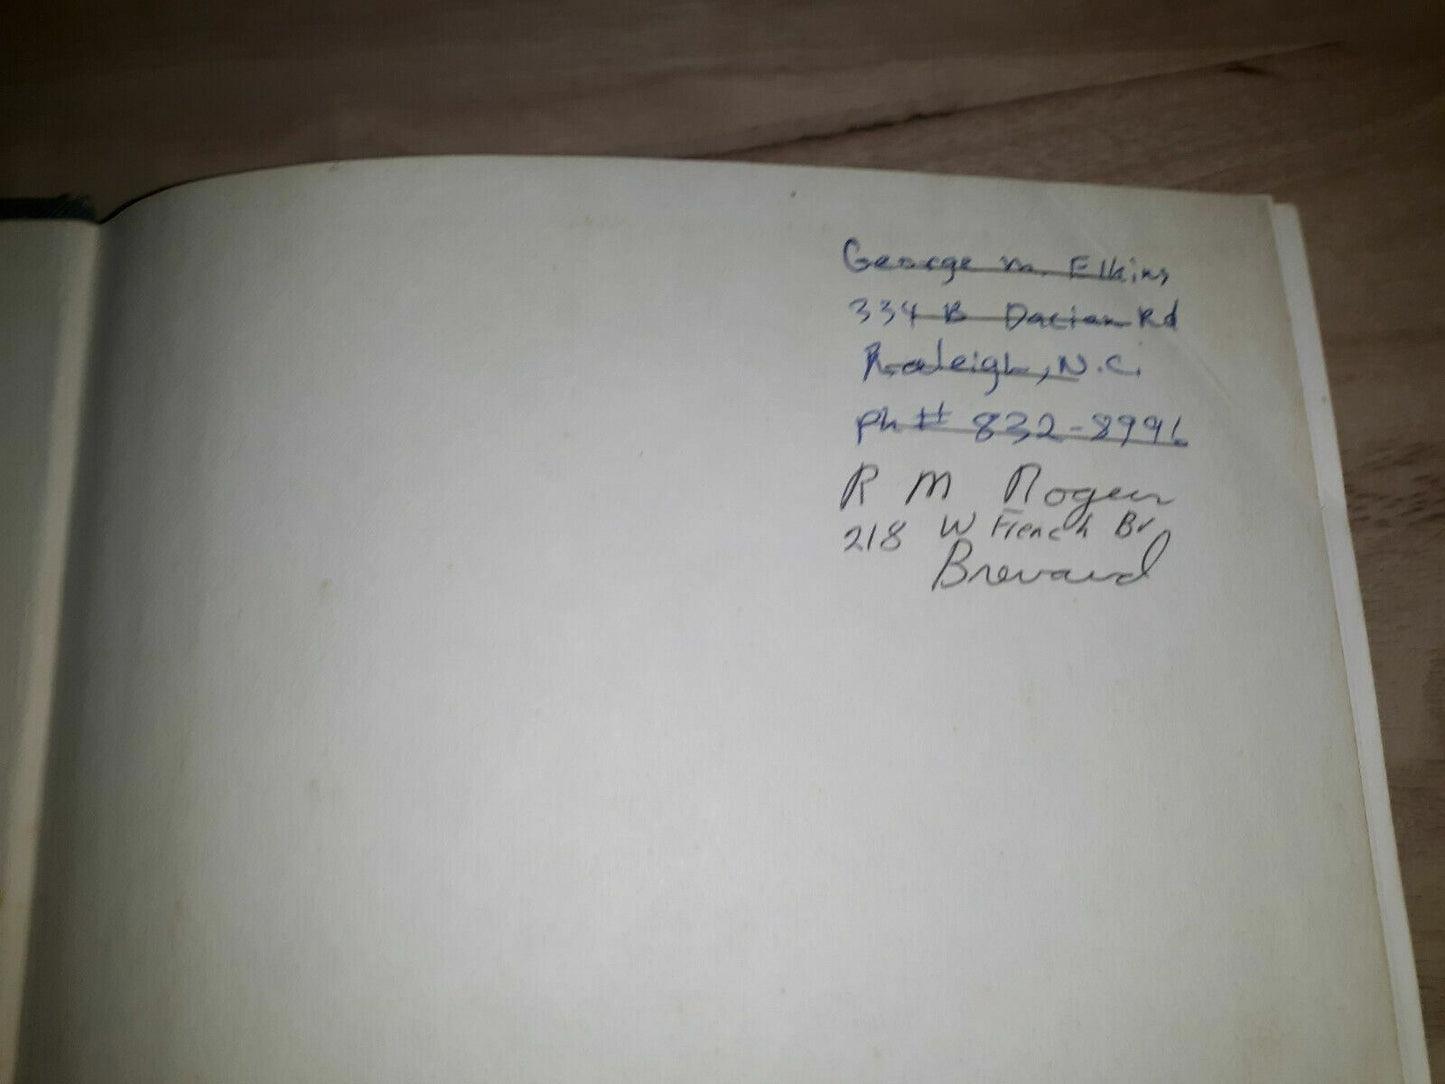 George M. Elkins
334 B Dacian Rd
Raleigh, N.C.
Ph # 832-8996
R M Rogers
218 W French Br
Brevard